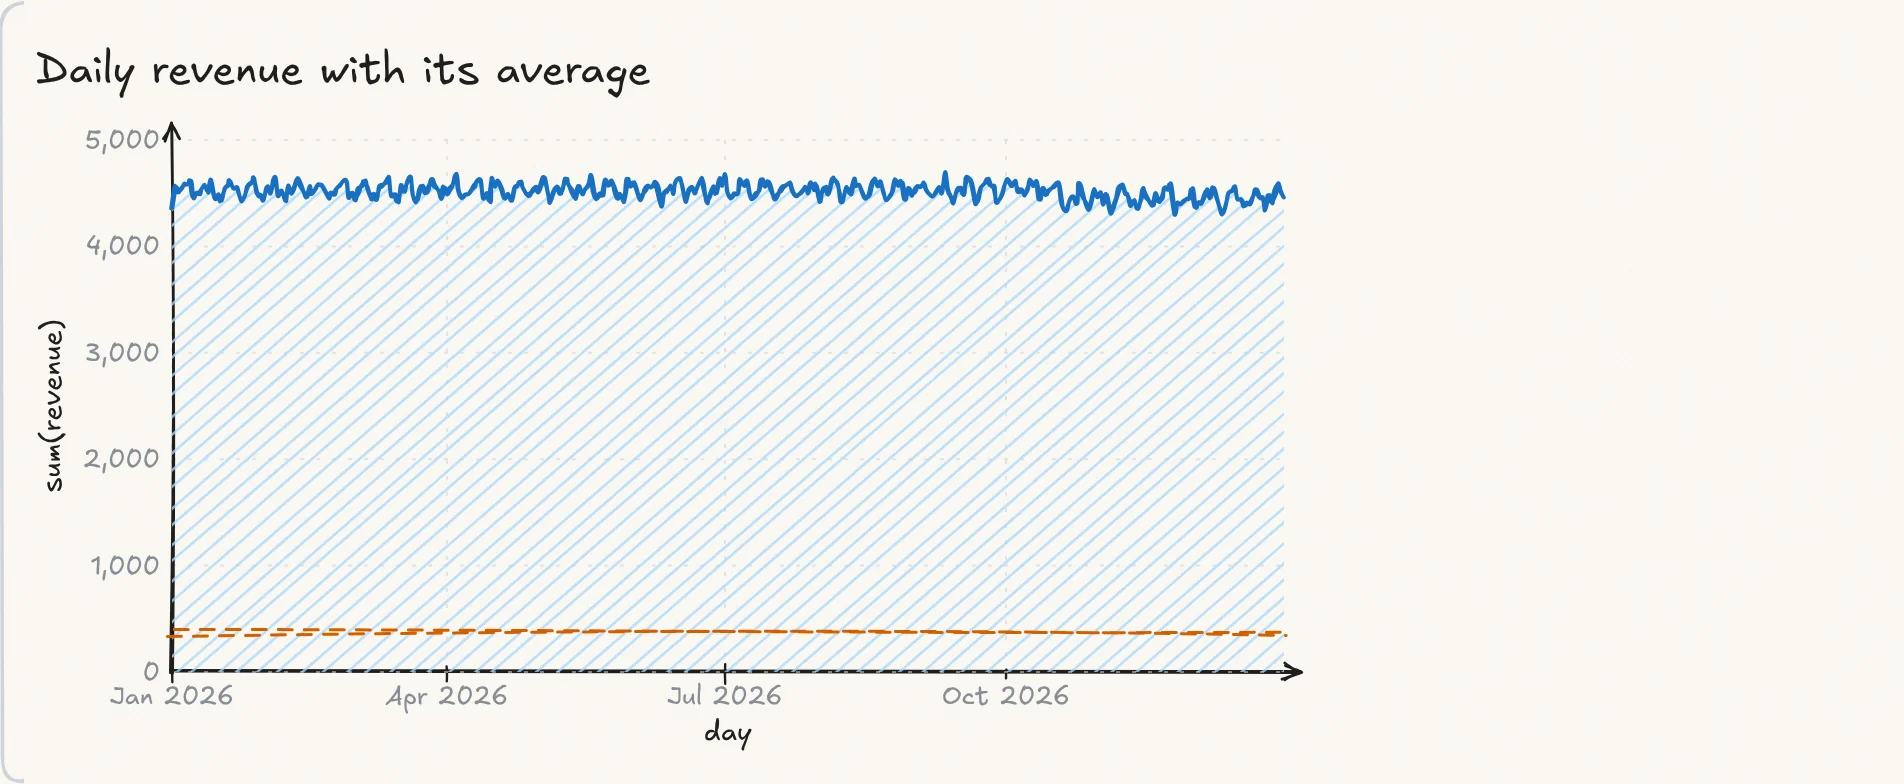 Daily revenue with its average
5,000
4,000
3,000
2,000
1,000
0
sum(revenue)
Jan 2026 Apr 2026 Jul 2026 Oct 2026
day